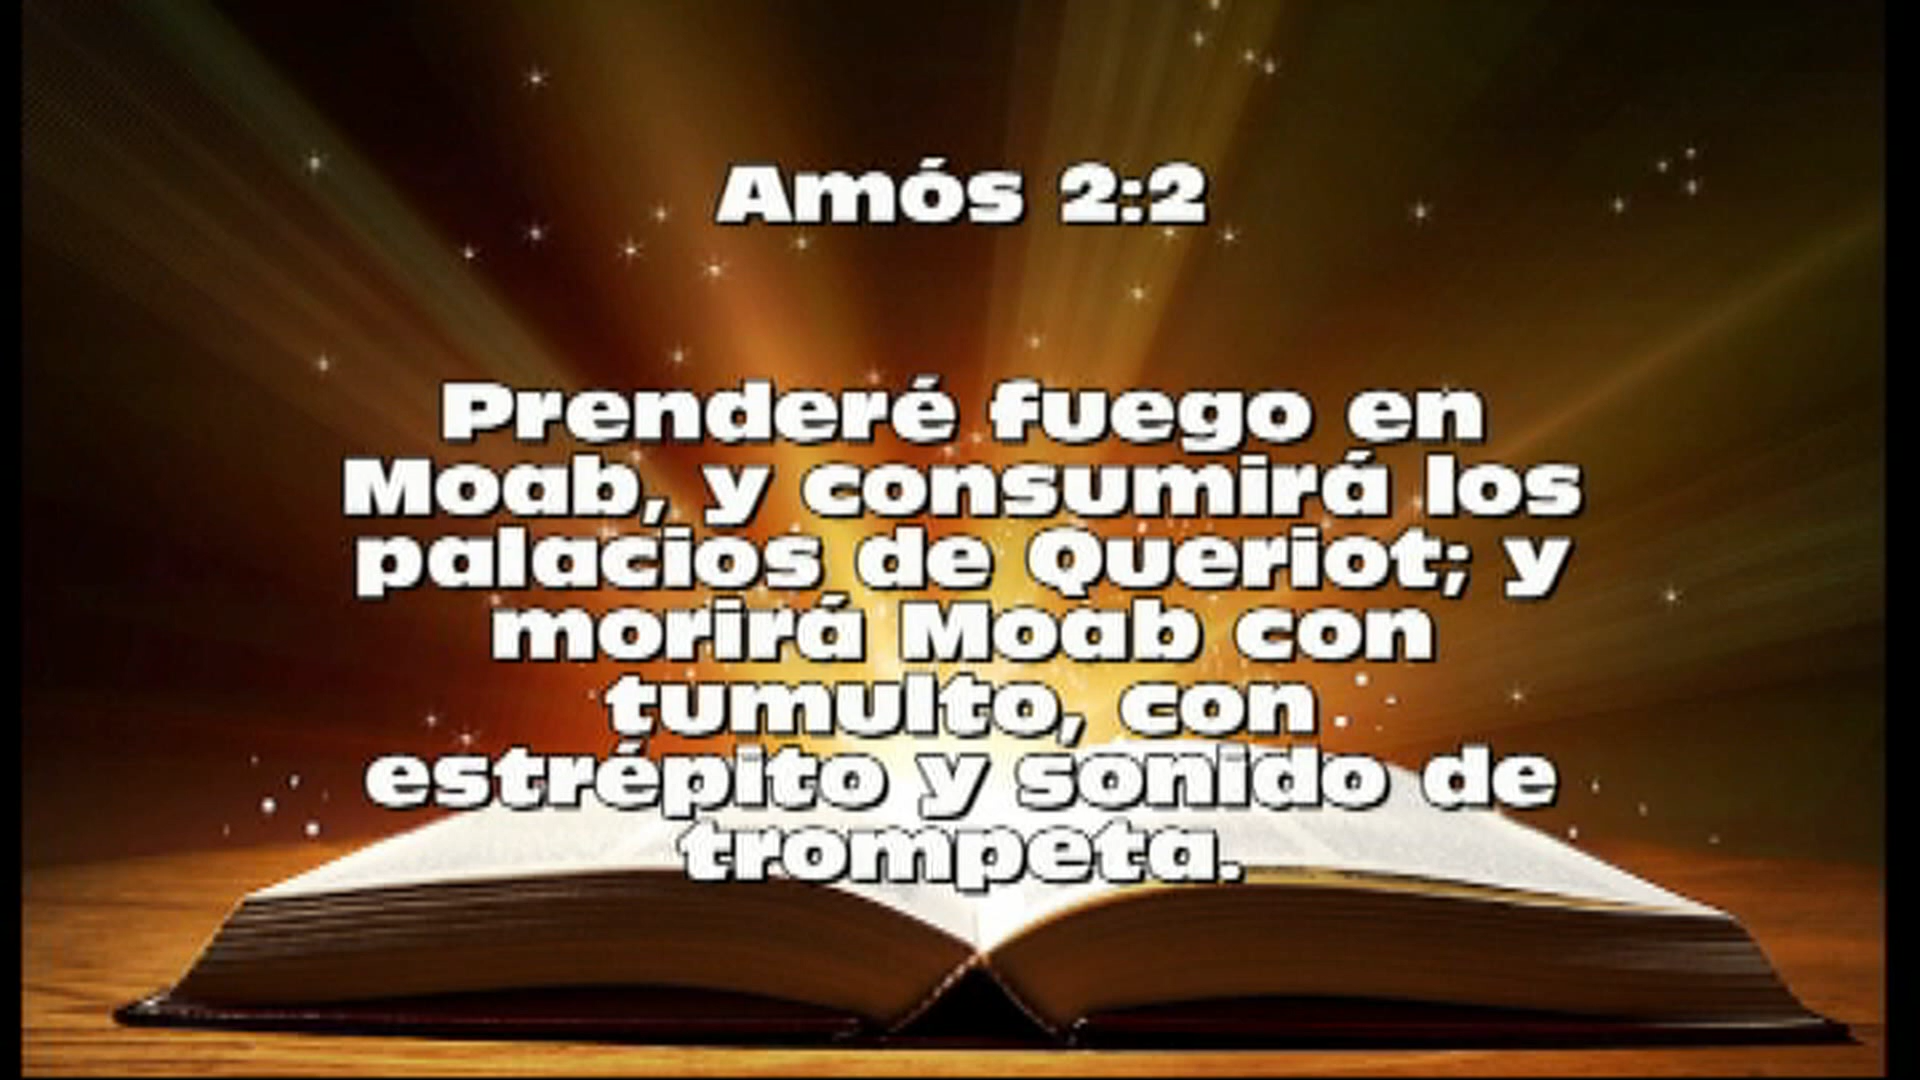 Amós 2:2
Prenderé fuego en
Moab, y consumirá los
palacios de Queriot; y
morirá Moab con
tumulto, con
estrépito y sonido de
trompeta.